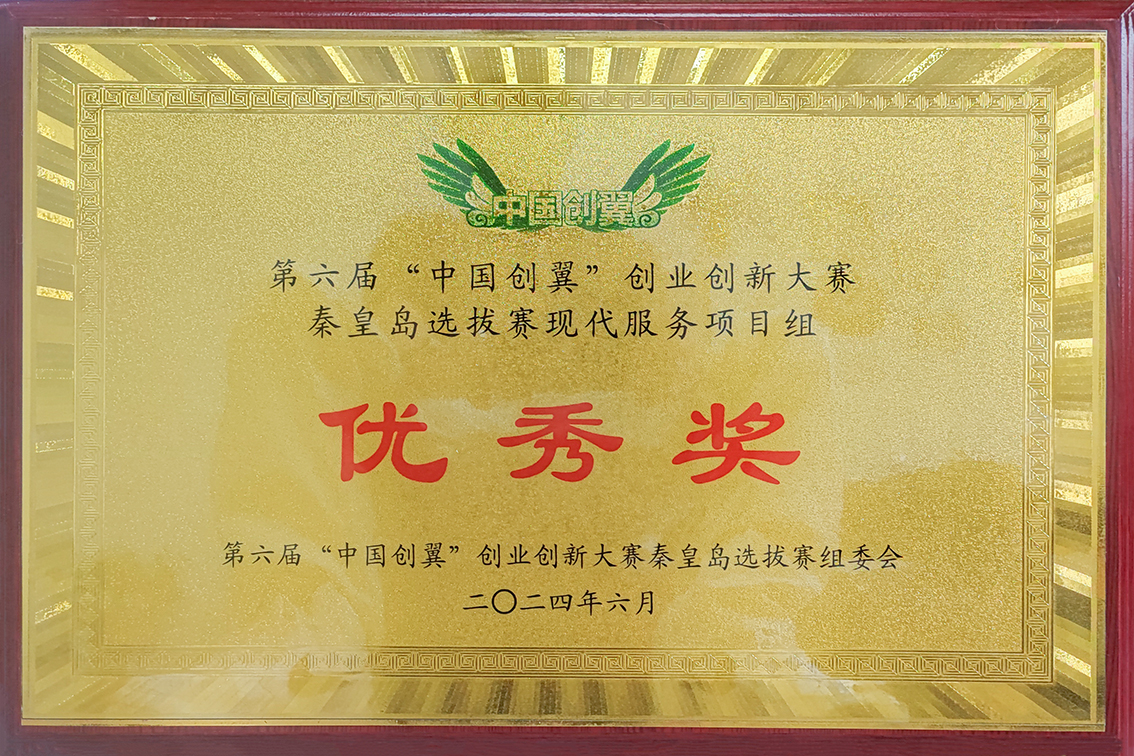 中国创翼
第六届“中国创翼”创业创新大赛
秦皇岛选拔赛现代服务项目组
优秀奖
第六届“中国创翼”创业创新大赛秦皇岛选拔赛组委会
二〇二四年六月